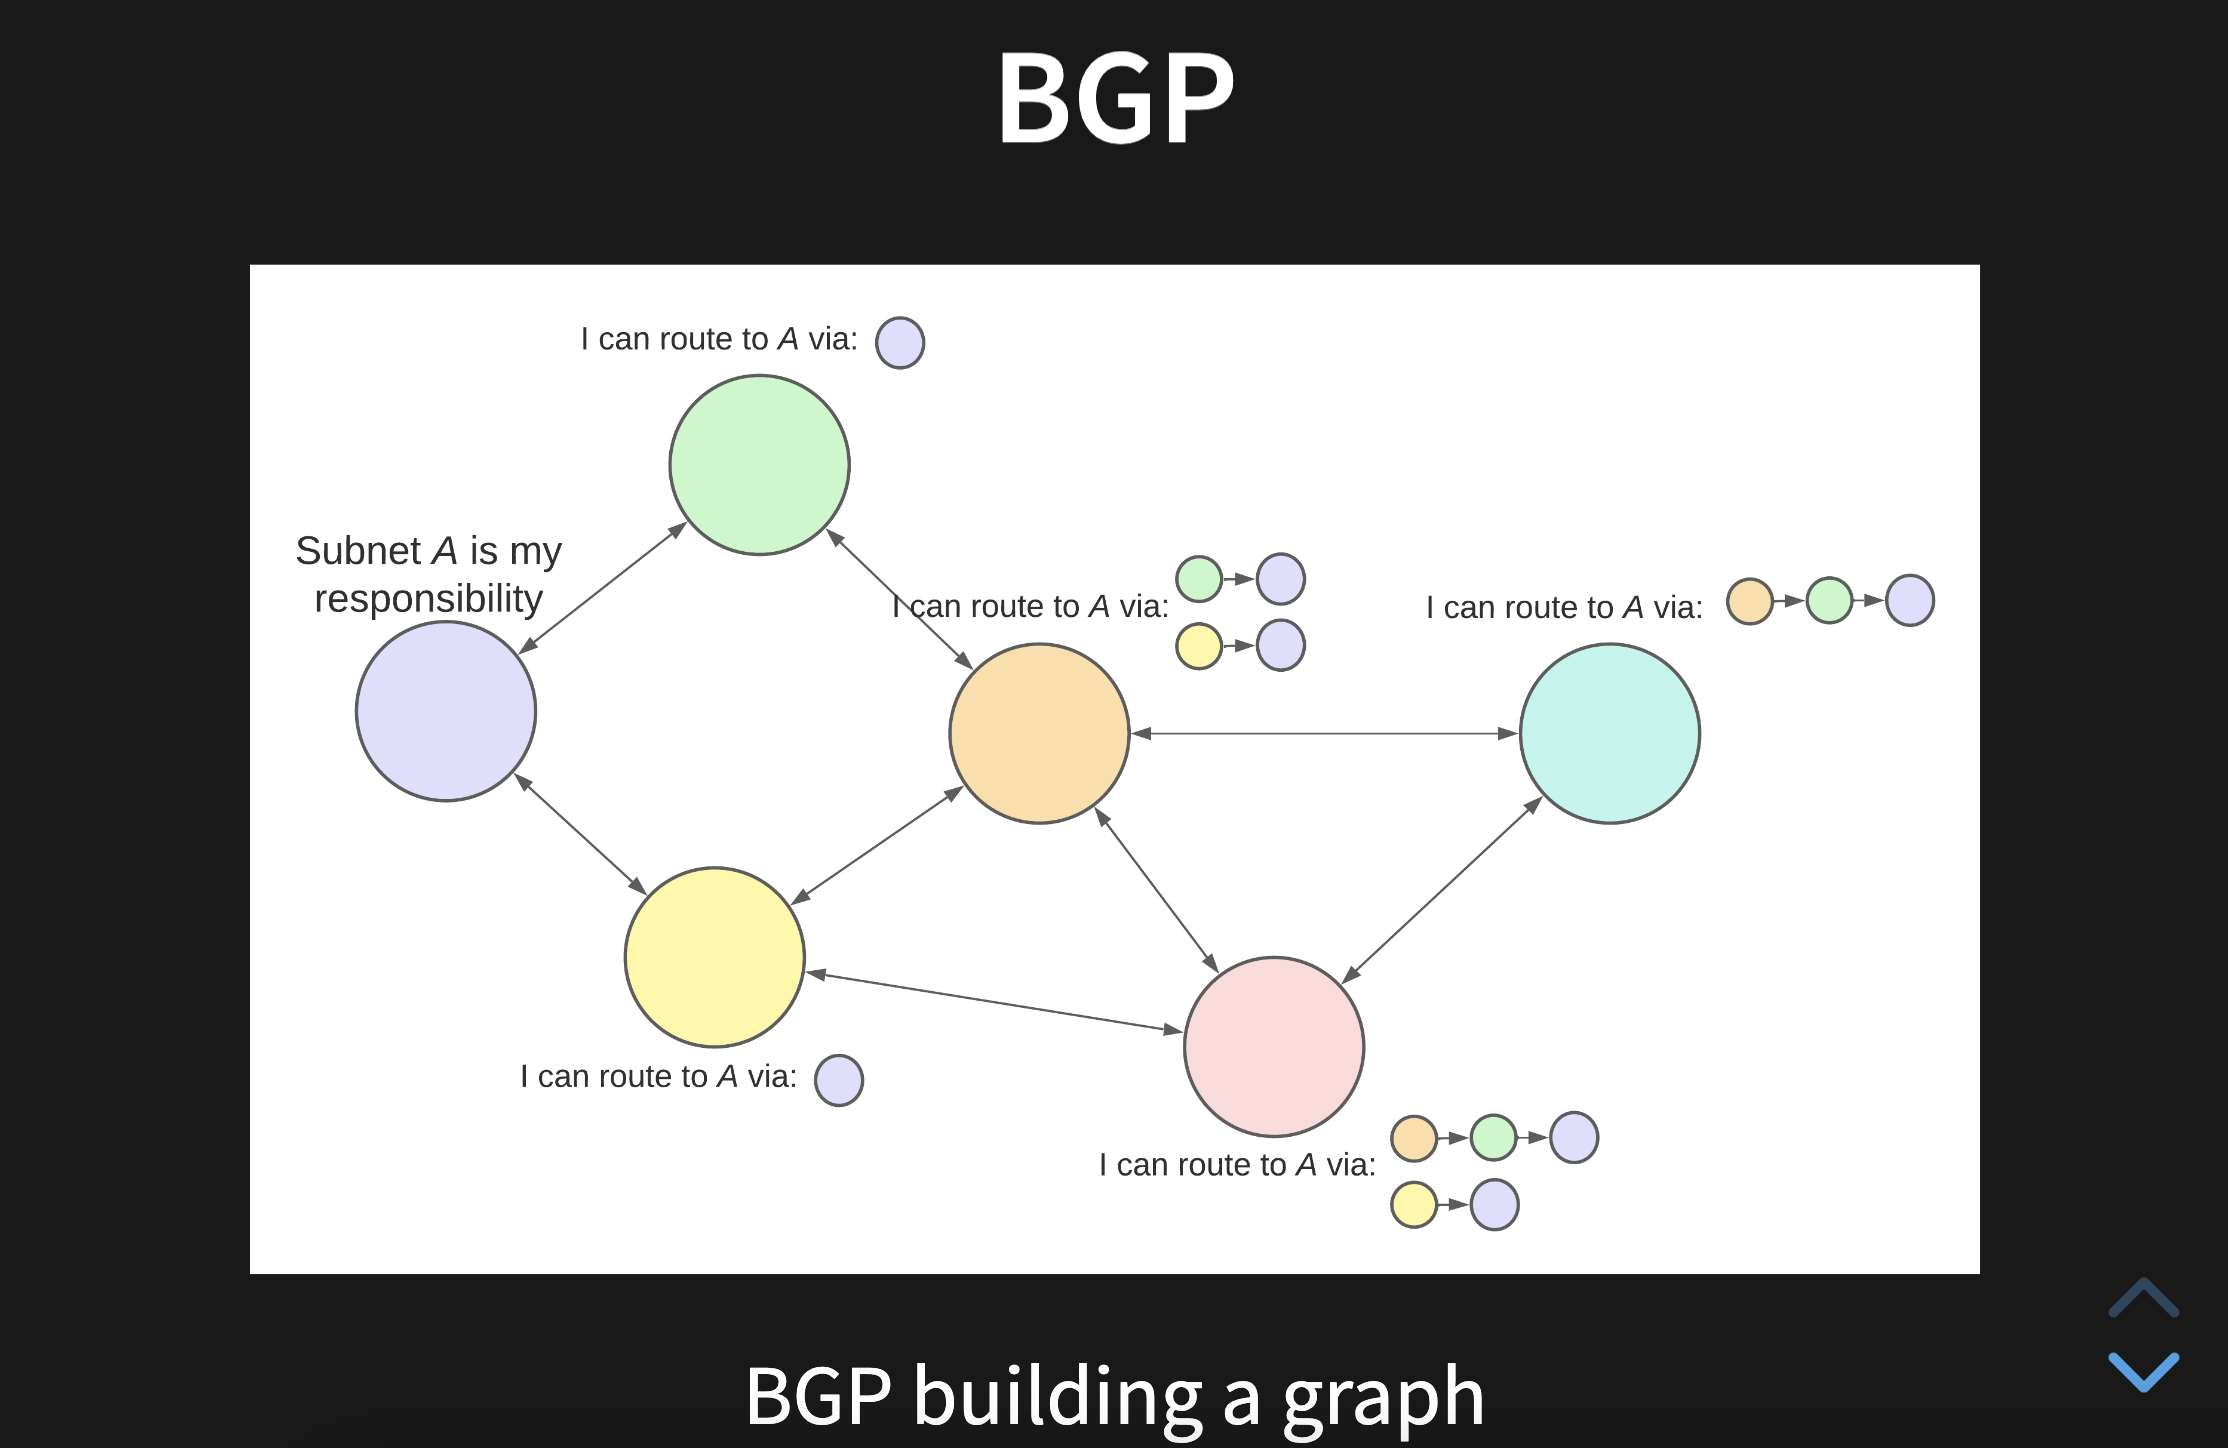 BGP
I can route to A via:
Subnet A is my
responsibility
I can route to A via:
I can route to A via:
I can route to A via:
I can route to A via:
BGP building a graph